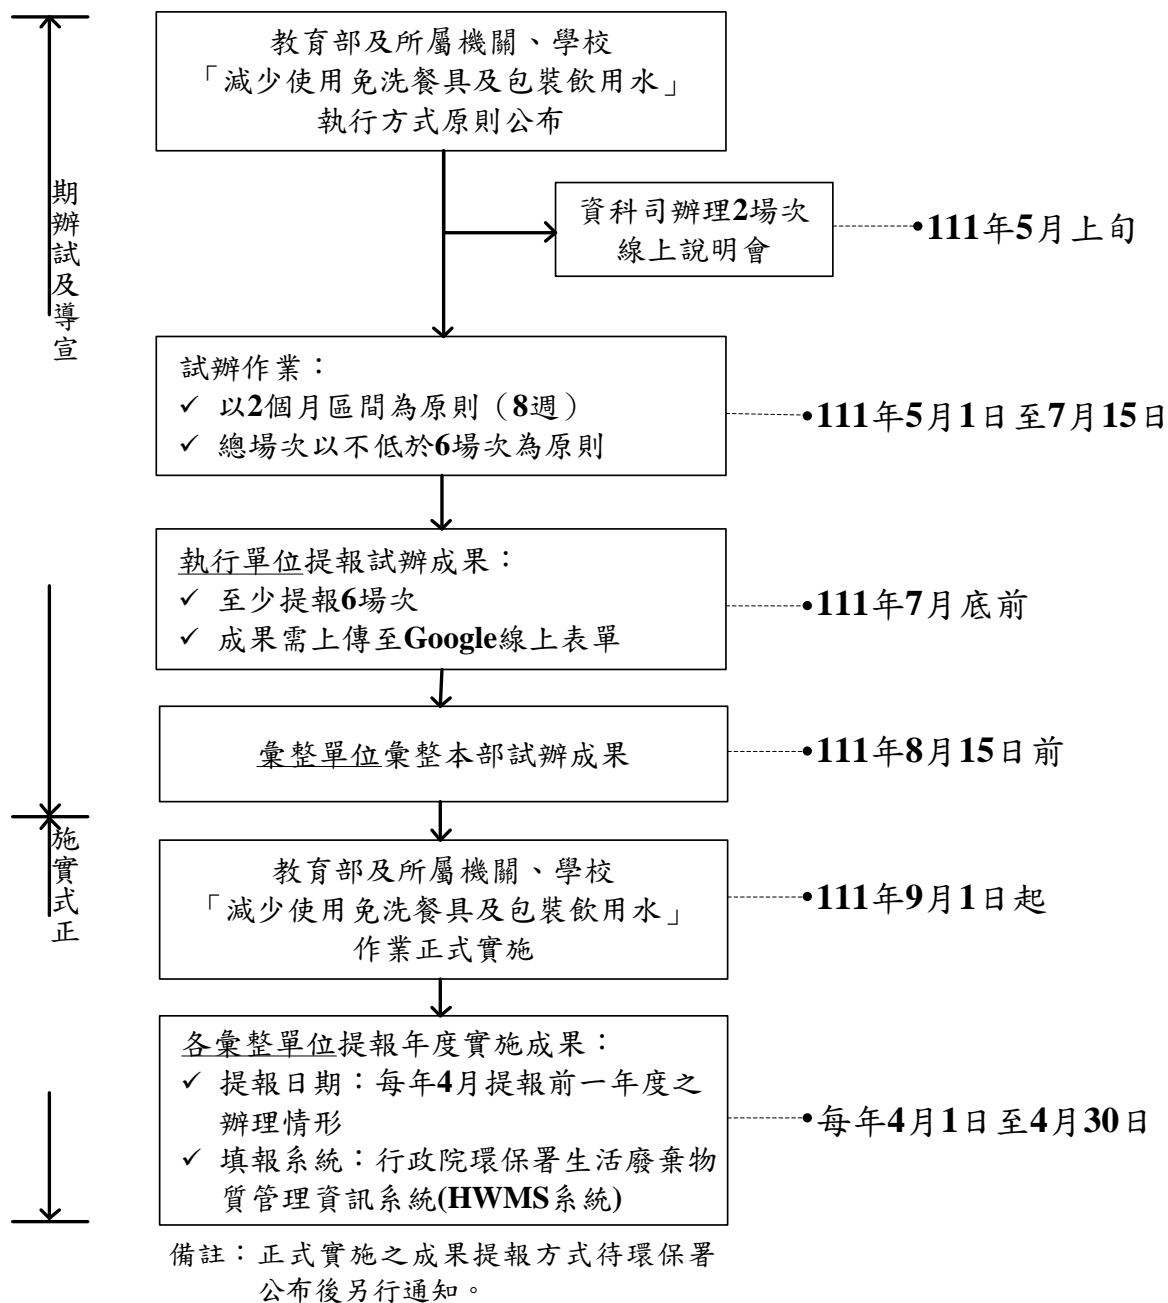 教育部及所屬機關、學校
「減少使用免洗餐具及包裝飲用水」
執行方式原則公布
資科司辦理2場次
線上說明會
111年5月上旬
期辦試及導宣
試辦作業：
✓ 以2個月區間為原則（8週）
✓ 總場次以不低於6場次為原則
111年5月1日至7月15日
執行單位提報試辦成果：
✓ 至少提報6場次
✓ 成果需上傳至Google線上表單
111年7月底前
彙整單位彙整本部試辦成果
111年8月15日前
施實式正
教育部及所屬機關、學校
「減少使用免洗餐具及包裝飲用水」
作業正式實施
111年9月1日起
各彙整單位提報年度實施成果：
✓ 提報日期：每年4月提報前一年度之
辦理情形
✓ 填報系統：行政院環保署生活廢棄物
質管理資訊系統(HWMS系統)
每年4月1日至4月30日
備註：正式實施之成果提報方式待環保署
公布後另行通知。